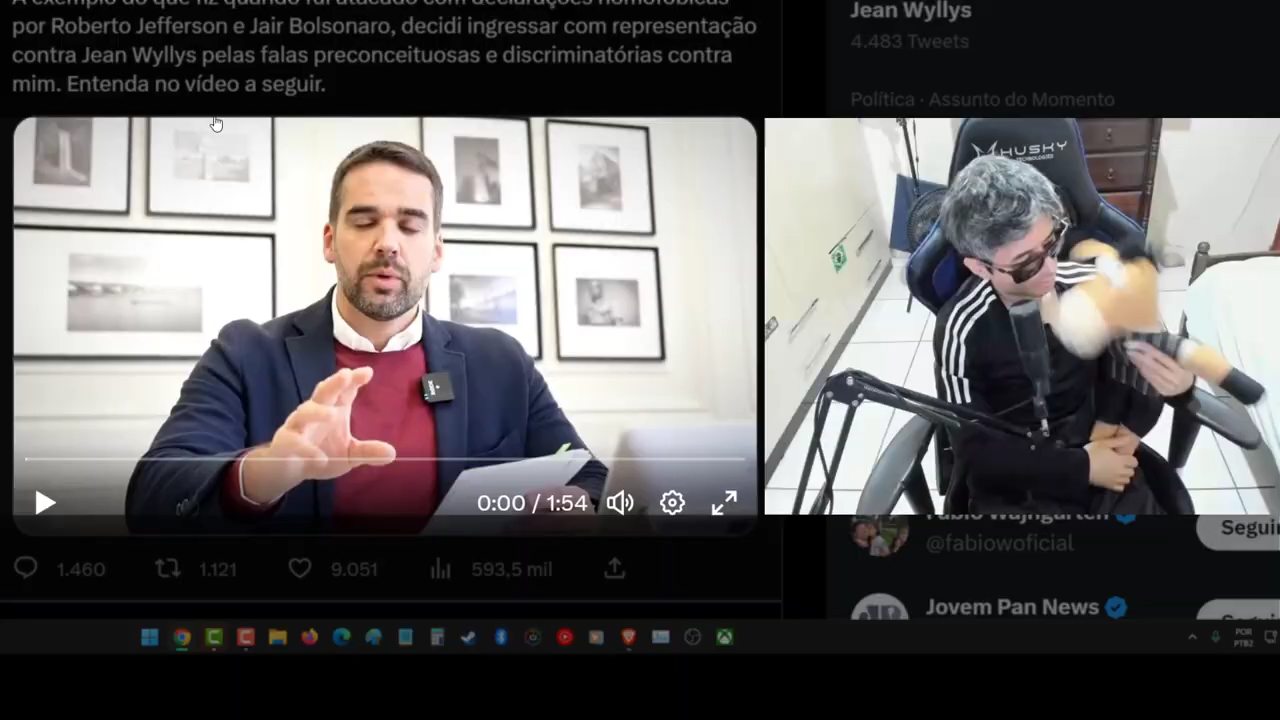 A exemplo do que fiz quando fui atacado com declarações homofóbicas
por Roberto Jefferson e Jair Bolsonaro, decidi ingressar com representação
contra Jean Wyllys pelas falas preconceituosas e discriminatórias contra
mim. Entenda no vídeo a seguir.
0:00 / 1:54
1.460
1.121
9.051
593,5 mil
Jean Wyllys
4.483 Tweets
Política · Assunto do Momento
HUSKY
TECHNOLOGIES
Fabio Wajngarten
@fabiowoficial
Seguir
Jovem Pan News
POR
PTB2